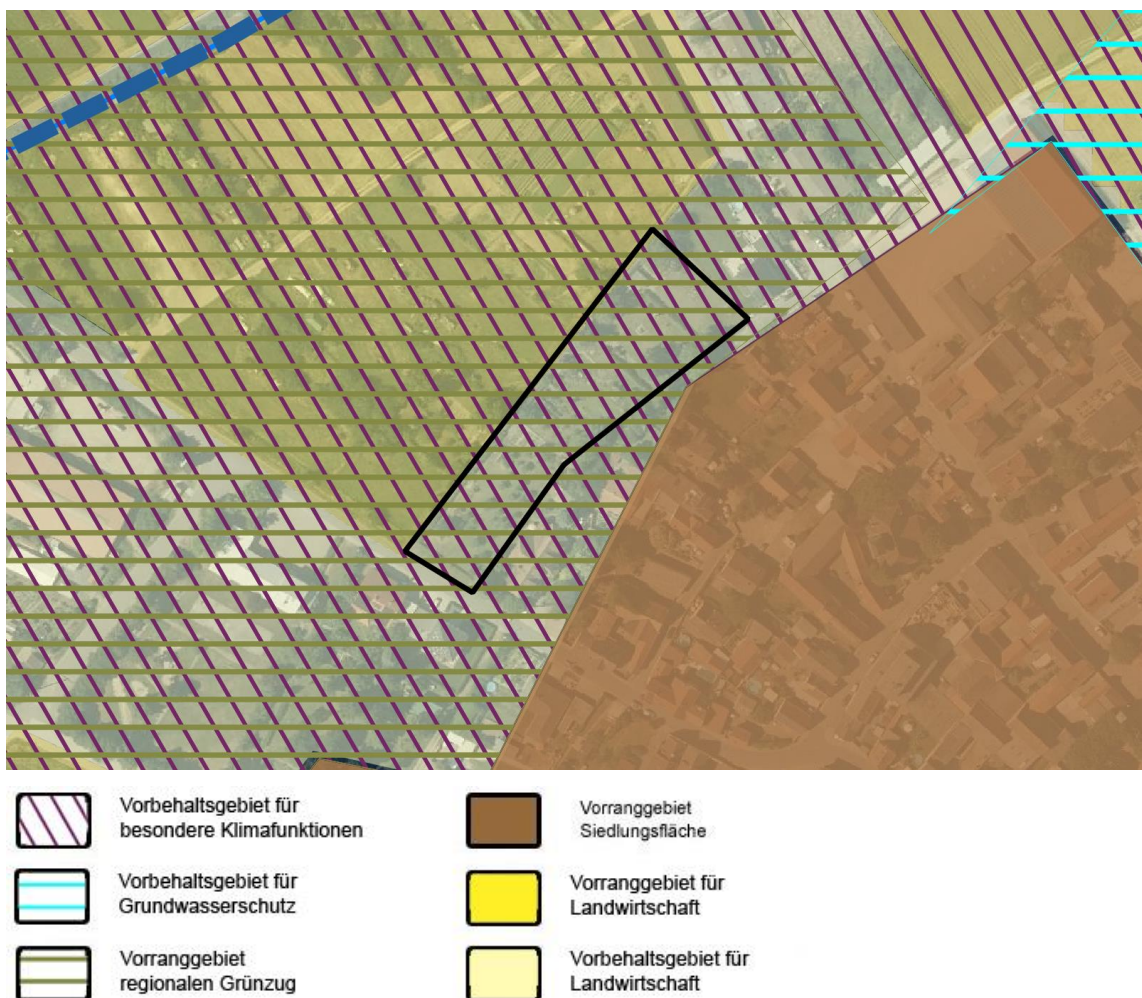 Vorbehaltsgebiet für
besondere Klimafunktionen
Vorbehaltsgebiet für
Grundwasserschutz
Vorranggebiet
regionalen Grünzug
Vorranggebiet
Siedlungsfläche
Vorranggebiet für
Landwirtschaft
Vorbehaltsgebiet für
Landwirtschaft